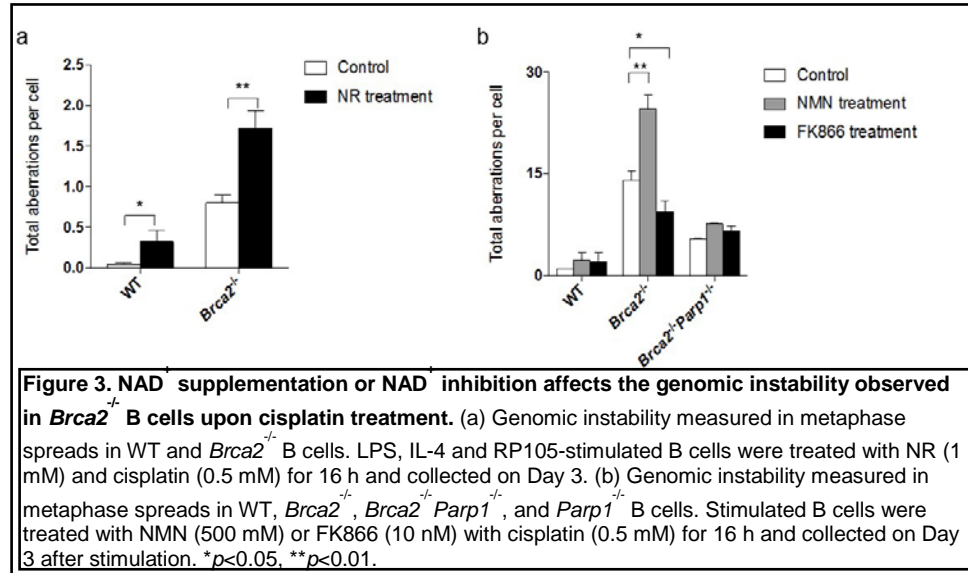 a
Total aberrations per cell
2.5
2.0
1.5
1.0
0.5
0.0
Control
NR treatment
*
**
WT
Brca2-/-
b
Total aberrations per cell
30
15
0
Control
NMN treatment
FK866 treatment
*
**
WT
Brca2-/-
Brca2-/-Parp1-/-
Figure 3. NAD+ supplementation or NAD+ inhibition affects the genomic instability observed
in Brca2-/- B cells upon cisplatin treatment. (a) Genomic instability measured in metaphase
spreads in WT and Brca2-/- B cells. LPS, IL-4 and RP105-stimulated B cells were treated with NR (1
mM) and cisplatin (0.5 mM) for 16 h and collected on Day 3. (b) Genomic instability measured in
metaphase spreads in WT, Brca2-/-, Brca2-/-Parp1-/-, and Parp1-/- B cells. Stimulated B cells were
treated with NMN (500 mM) or FK866 (10 nM) with cisplatin (0.5 mM) for 16 h and collected on Day
3 after stimulation. *p<0.05, **p<0.01.